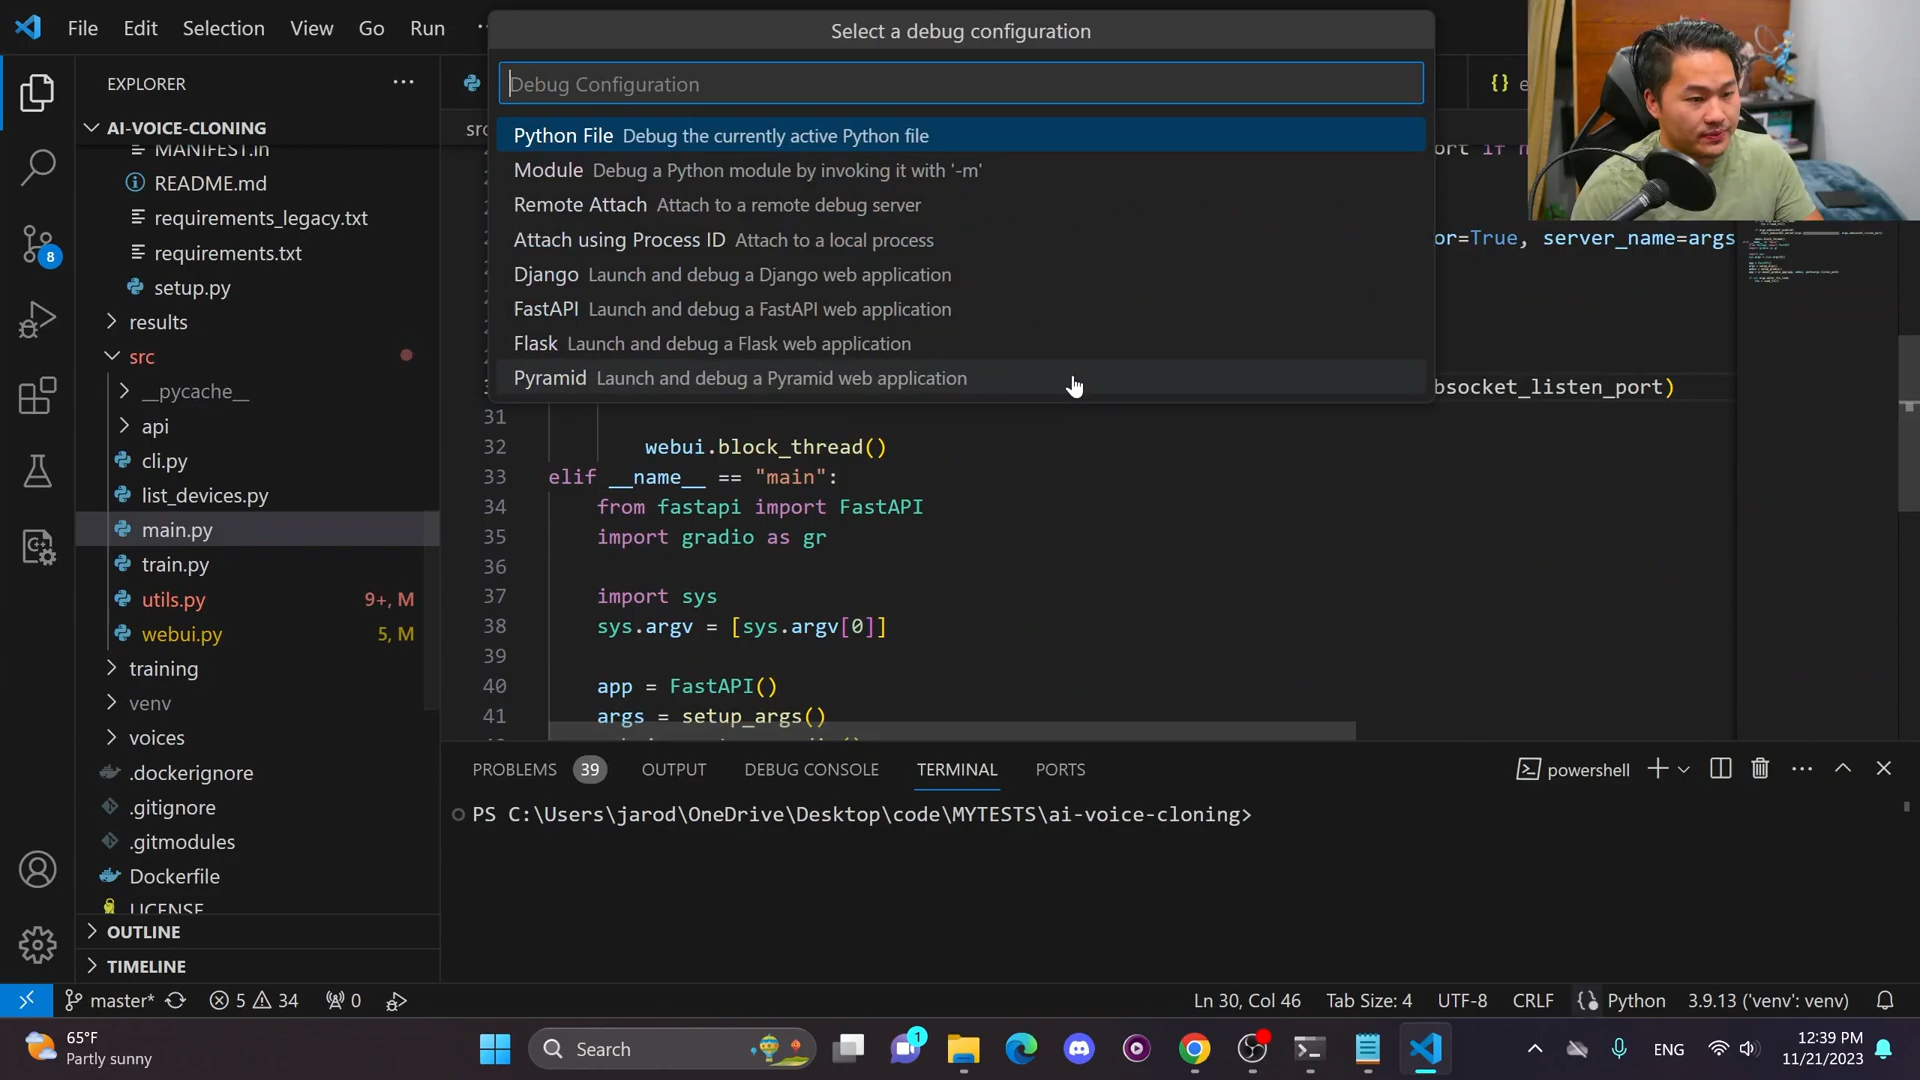 File Edit Selection View Go Run
Select a debug configuration
Debug Configuration
Python File Debug the currently active Python file
Module Debug a Python module by invoking it with '-m'
Remote Attach Attach to a remote debug server
Attach using Process ID Attach to a local process
Django Launch and debug a Django web application
FastAPI Launch and debug a FastAPI web application
Flask Launch and debug a Flask web application
Pyramid Launch and debug a Pyramid web application
EXPLORER
AI-VOICE-CLONING
MANIFEST.in
README.md
requirements_legacy.txt
requirements.txt
setup.py
results
src
__pycache__
api
cli.py
list_devices.py
main.py
train.py
utils.py 9+, M
webui.py 5, M
training
venv
voices
.dockerignore
.gitignore
.gitmodules
Dockerfile
LICENSE
OUTLINE
TIMELINE
8
src
ort if
or=True, server_name=args
bsocket_listen_port)
31
32 webui.block_thread()
33 elif __name__ == "main":
34 from fastapi import FastAPI
35 import gradio as gr
36
37 import sys
38 sys.argv = [sys.argv[0]]
39
40 app = FastAPI()
41 args = setup_args()
PROBLEMS 39 OUTPUT DEBUG CONSOLE TERMINAL PORTS
powershell
PS C:\Users\jarod\OneDrive\Desktop\code\MYTESTS\ai-voice-cloning>
master* 5 34 0
Ln 30, Col 46 Tab Size: 4 UTF-8 CRLF Python 3.9.13 ('venv': venv)
65°F
Partly sunny
Search
1
ENG
12:39 PM
11/21/2023